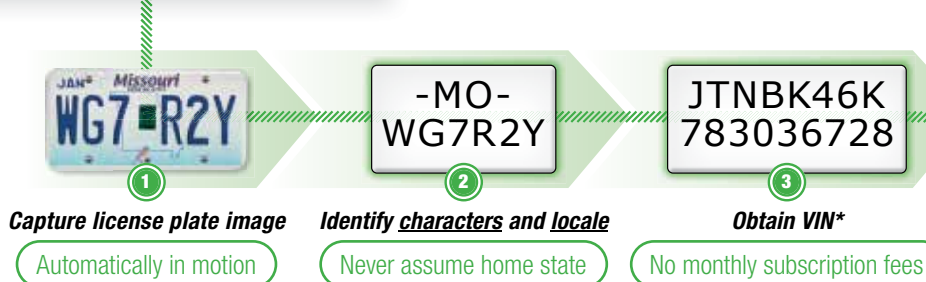 JAN Missouri
WG7 R2Y
-MO-
WG7R2Y
JTNBK46K
783036728
1
2
3
Capture license plate image
Identify characters and locale
Obtain VIN*
Automatically in motion
Never assume home state
No monthly subscription fees